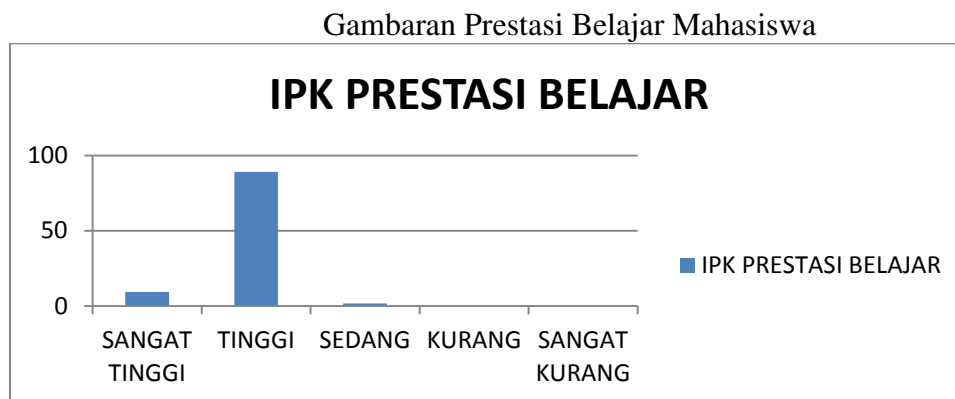 Gambaran Prestasi Belajar Mahasiswa
IPK PRESTASI BELAJAR
100
50
0
SANGAT TINGGI
TINGGI
SEDANG
KURANG
SANGAT KURANG
IPK PRESTASI BELAJAR